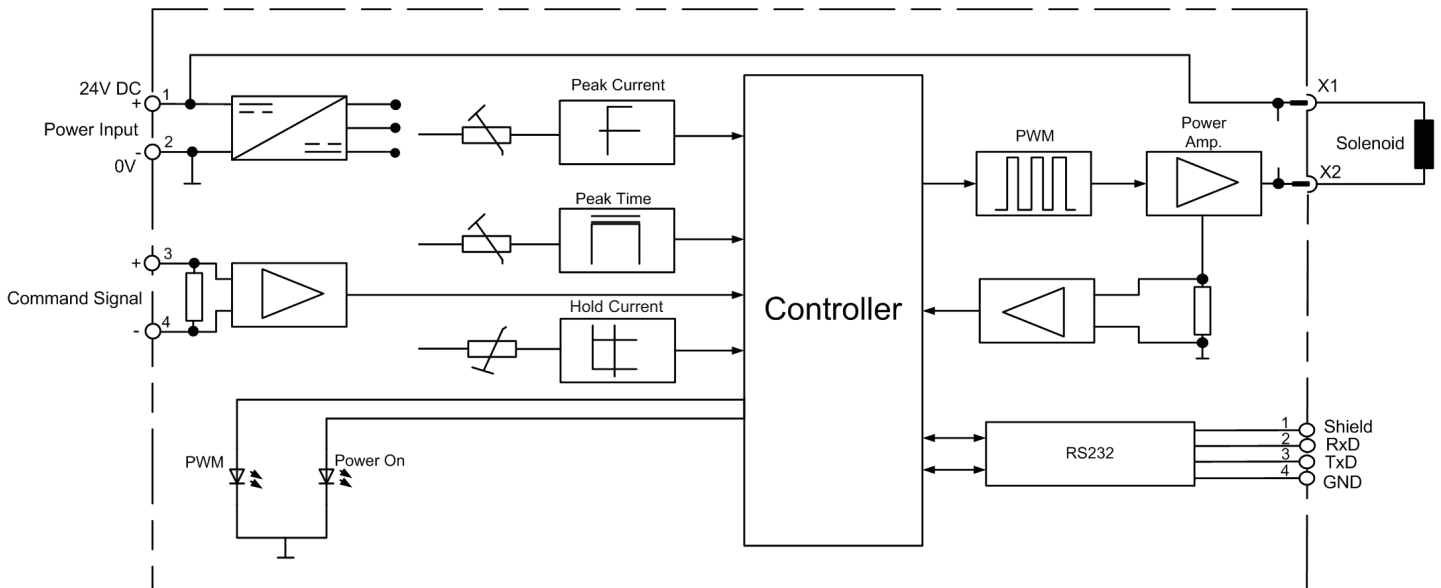 24V DC
+
1
Power Input
-
2
0V
Peak Current
Peak Time
Hold Current
+
3
Command Signal
-
4
PWM
Power On
Controller
PWM
Power
Amp.
X1
Solenoid
X2
RS232
1
Shield
2
RxD
3
TxD
4
GND